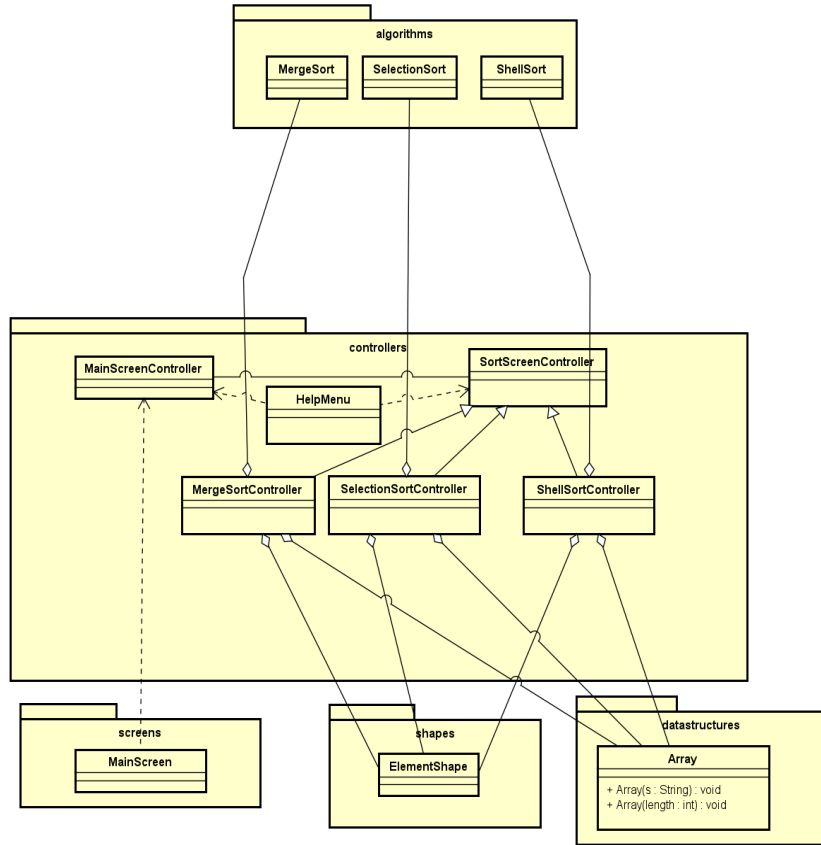 algorithms
MergeSort
SelectionSort
ShellSort
controllers
MainScreenController
SortScreenController
HelpMenu
MergeSortController
SelectionSortController
ShellSortController
screens
MainScreen
shapes
ElementShape
datastructures
Array
+ Array(s : String) : void
+ Array(length : int) : void